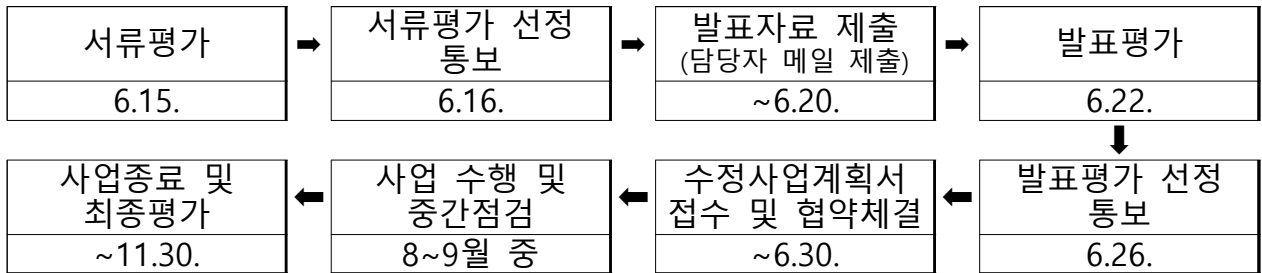 서류평가
6.15.
➡
서류평가 선정
통보
6.16.
➡
발표자료 제출
(담당자 메일 제출)
~6.20.
➡
발표평가
6.22.
⬇
발표평가 선정
통보
6.26.
⬅
수정사업계획서
접수 및 협약체결
~6.30.
⬅
사업 수행 및
중간점검
8~9월 중
⬅
사업종료 및
최종평가
~11.30.